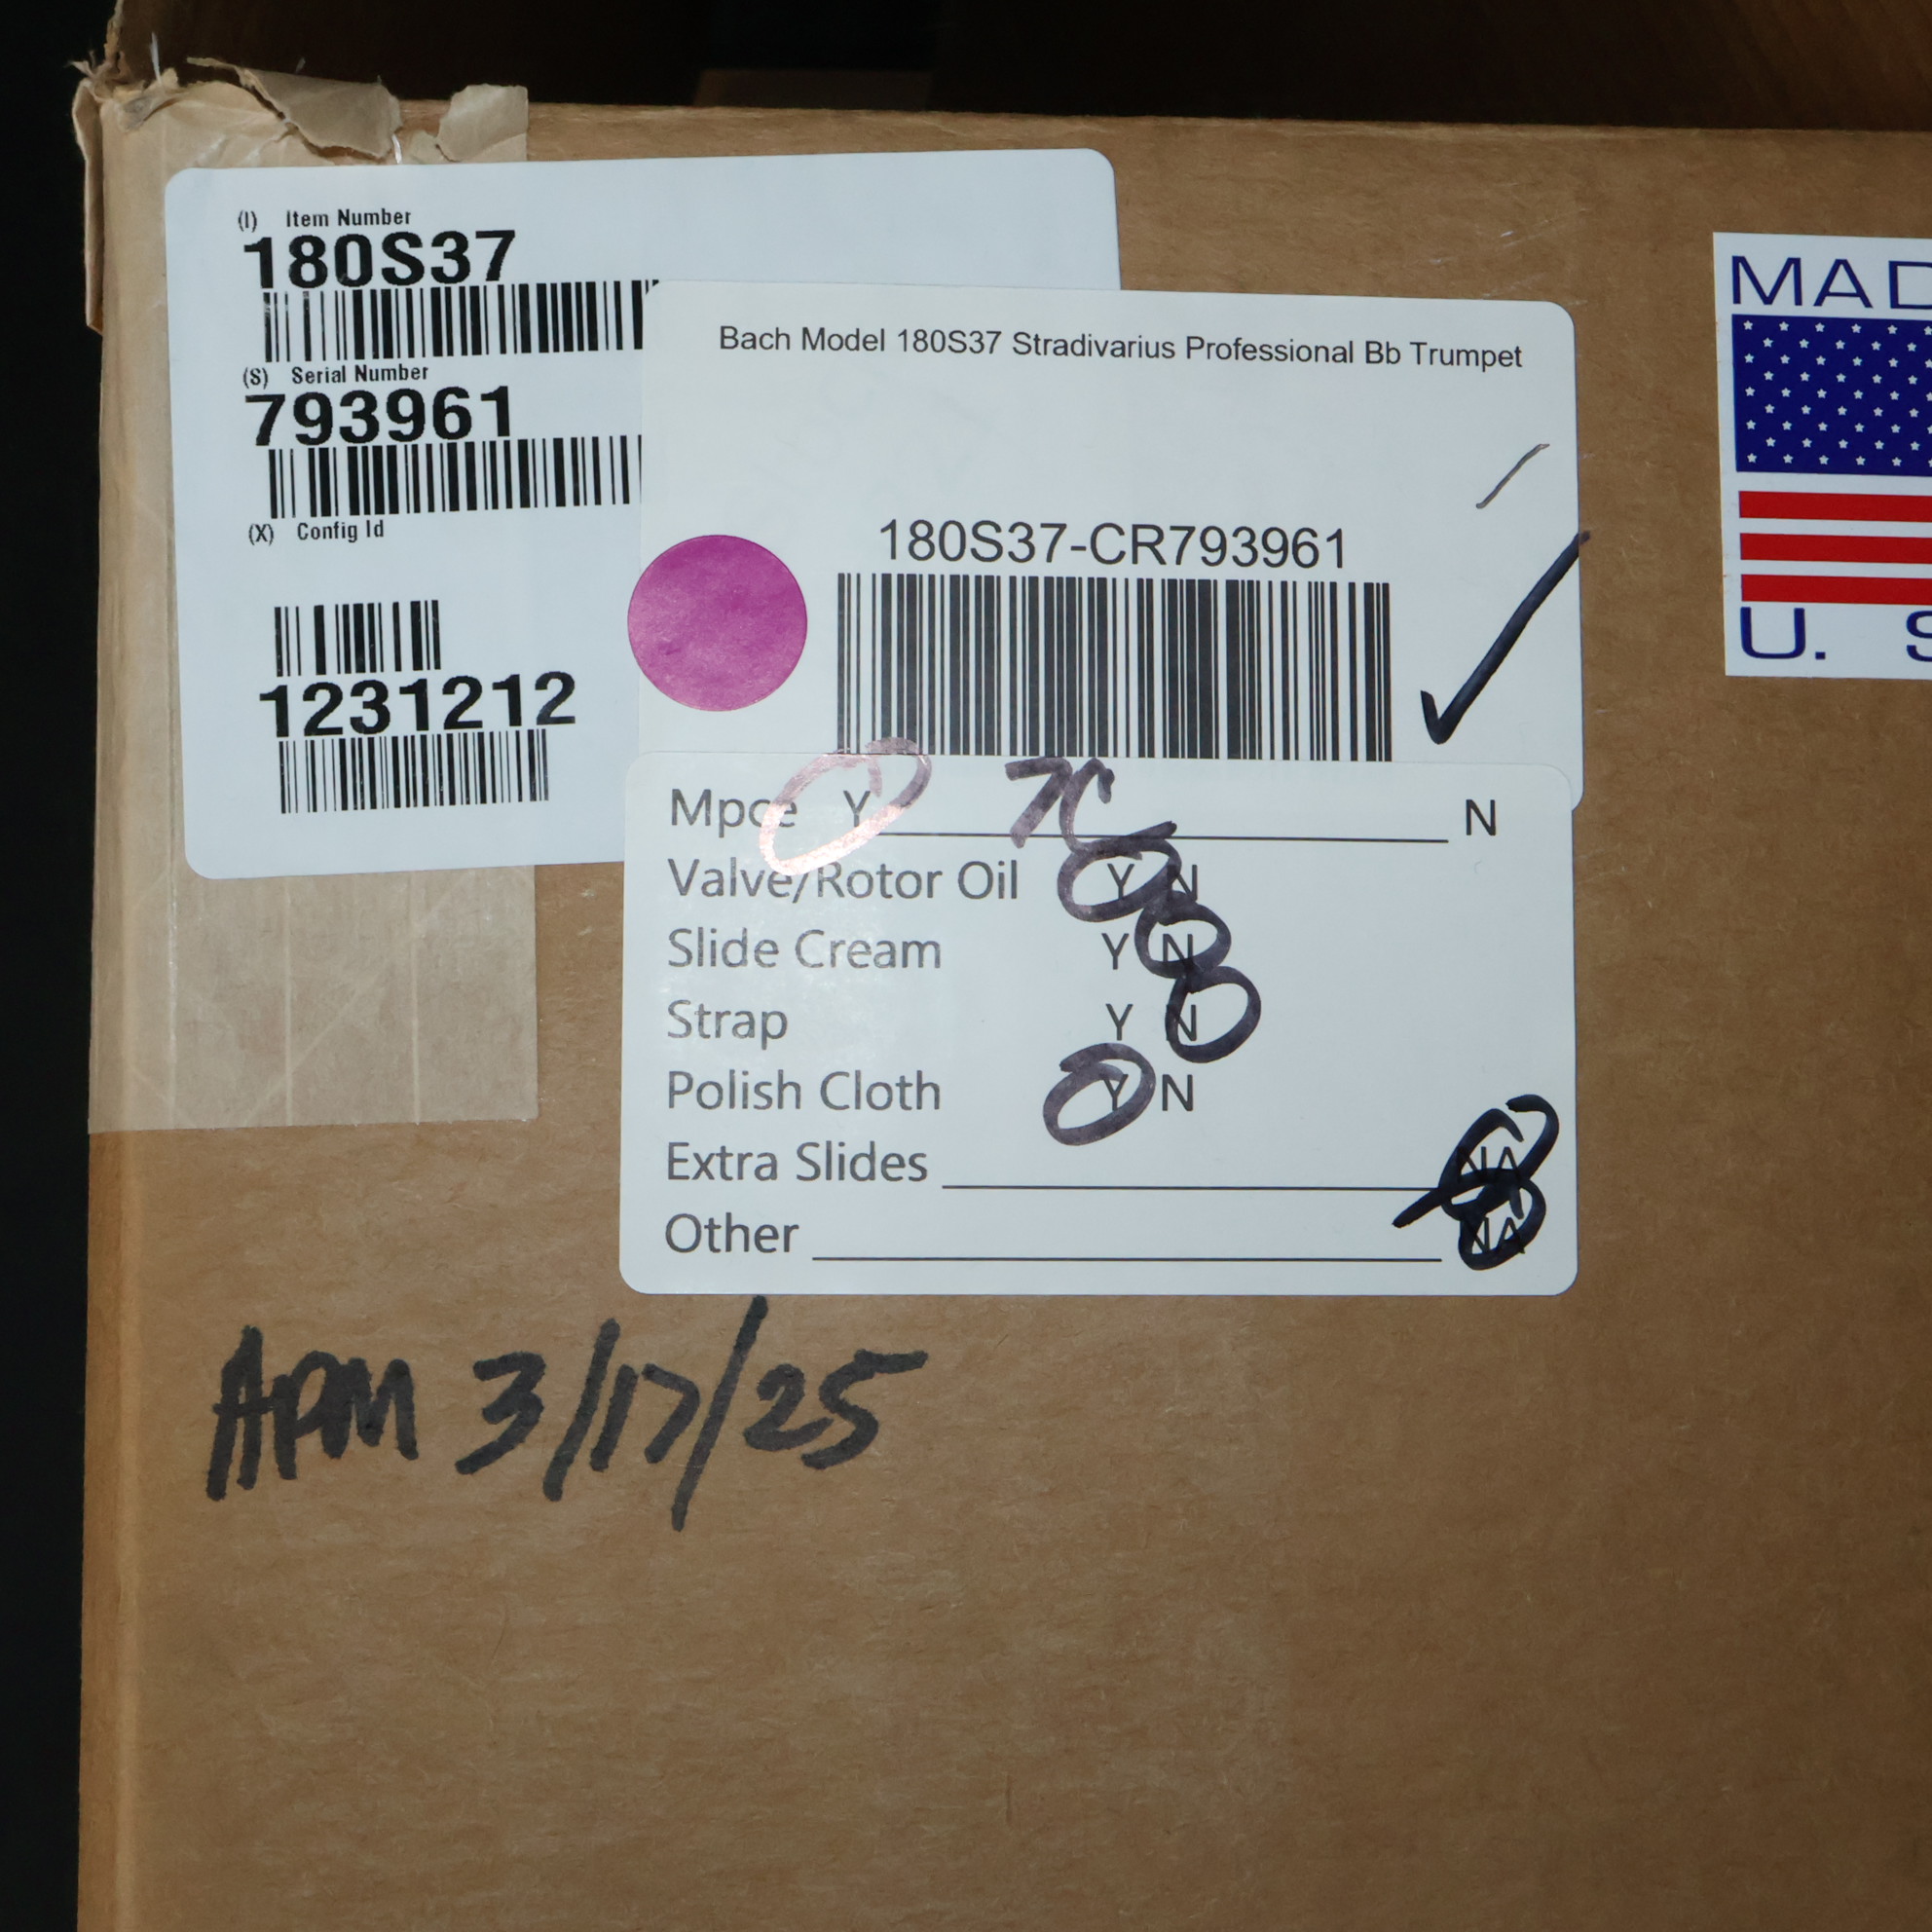 (I) Item Number
180S37
(S) Serial Number
793961
(X) Config Id
1231212
Bach Model 180S37 Stradivarius Professional Bb Trumpet
180S37-CR793961
Mpce Y 7C N
Valve/Rotor Oil Y N
Slide Cream Y N
Strap Y N
Polish Cloth Y N
Extra Slides NA
Other NA
APM 3/17/25
MAD
U. S